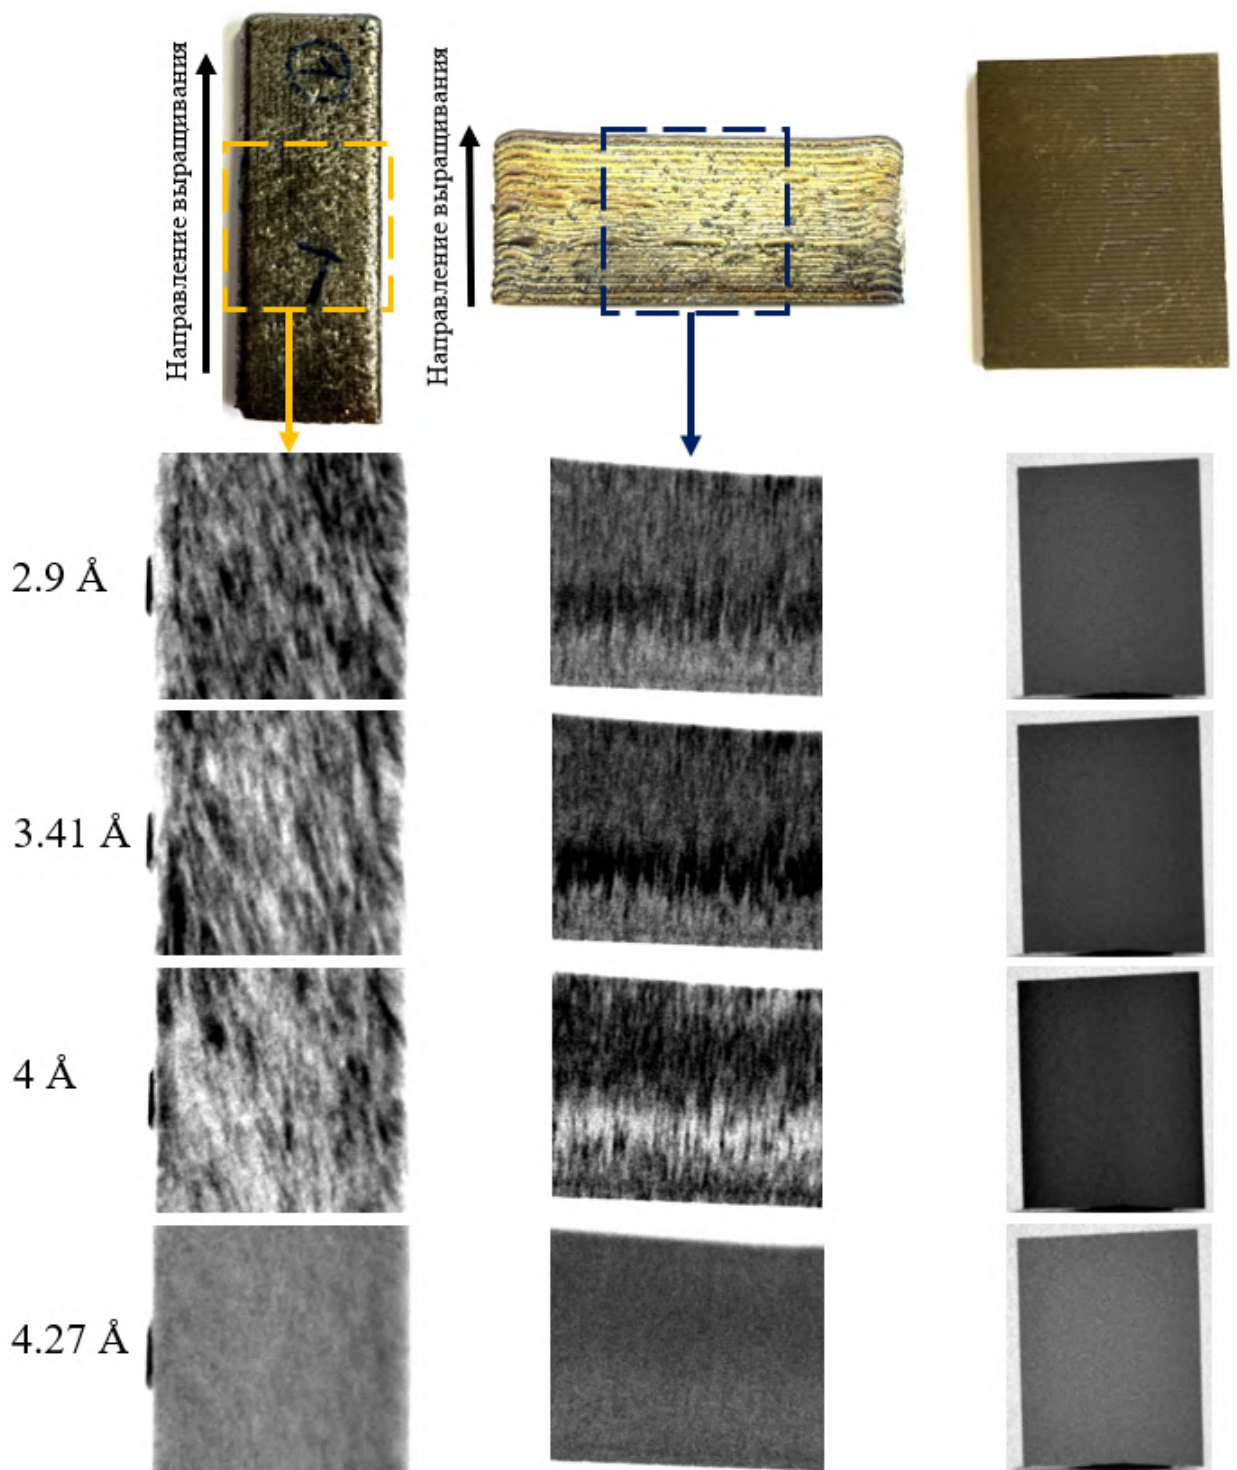 Направление выращивания
Направление выращивания
2.9 Å
3.41 Å
4 Å
4.27 Å